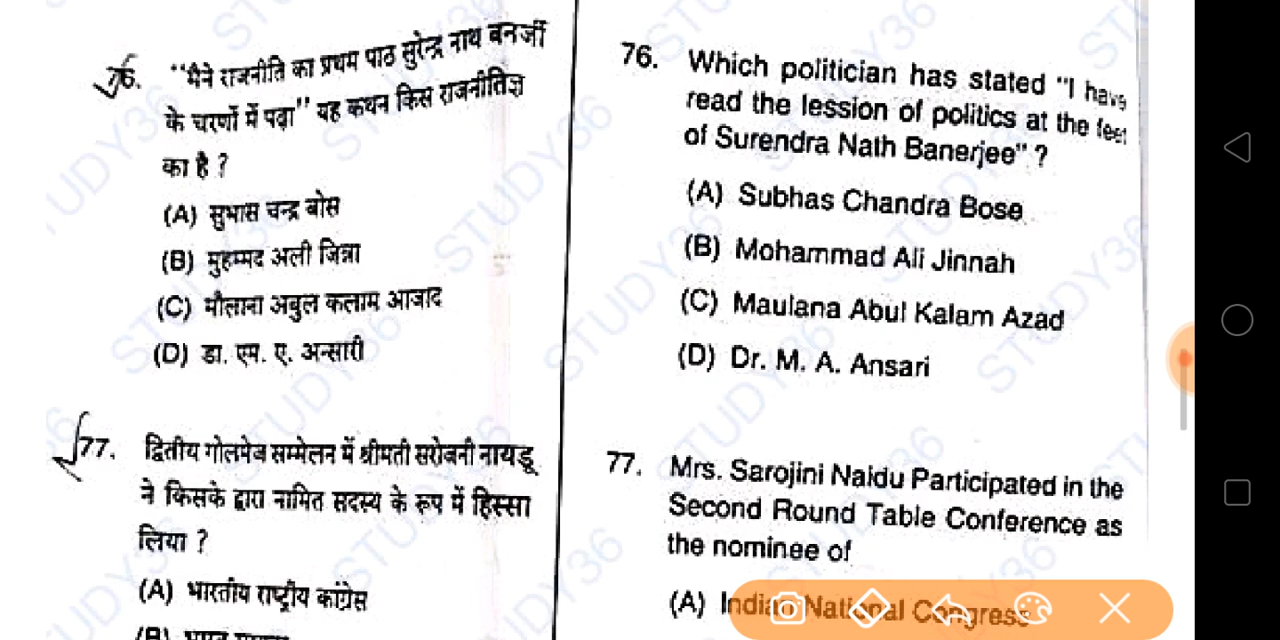 76. "मैने राजनीति का प्रथम पाठ सुरेन्द्र नाथ बनर्जी
के चरणों में पढ़ा" यह कथन किस राजनीतिज्ञ
का है ?
(A) सुभास चन्द्र बोस
(B) मुहम्मद अली जिन्ना
(C) मौलाना अबुल कलाम आजाद
(D) डा. एम. ए. अन्सारी
77. द्वितीय गोलमेज सम्मेलन में श्रीमती सरोजनी नायडू
ने किसके द्वारा नामित सदस्य के रूप में हिस्सा
लिया ?
(A) भारतीय राष्ट्रीय कांग्रेस
(B)
76. Which politician has stated "I have
read the lession of politics at the feet
of Surendra Nath Banerjee" ?
(A) Subhas Chandra Bose
(B) Mohammad Ali Jinnah
(C) Maulana Abul Kalam Azad
(D) Dr. M. A. Ansari
77. Mrs. Sarojini Naidu Participated in the
Second Round Table Conference as
the nominee of
(A) Indian National Congress
STUDY36